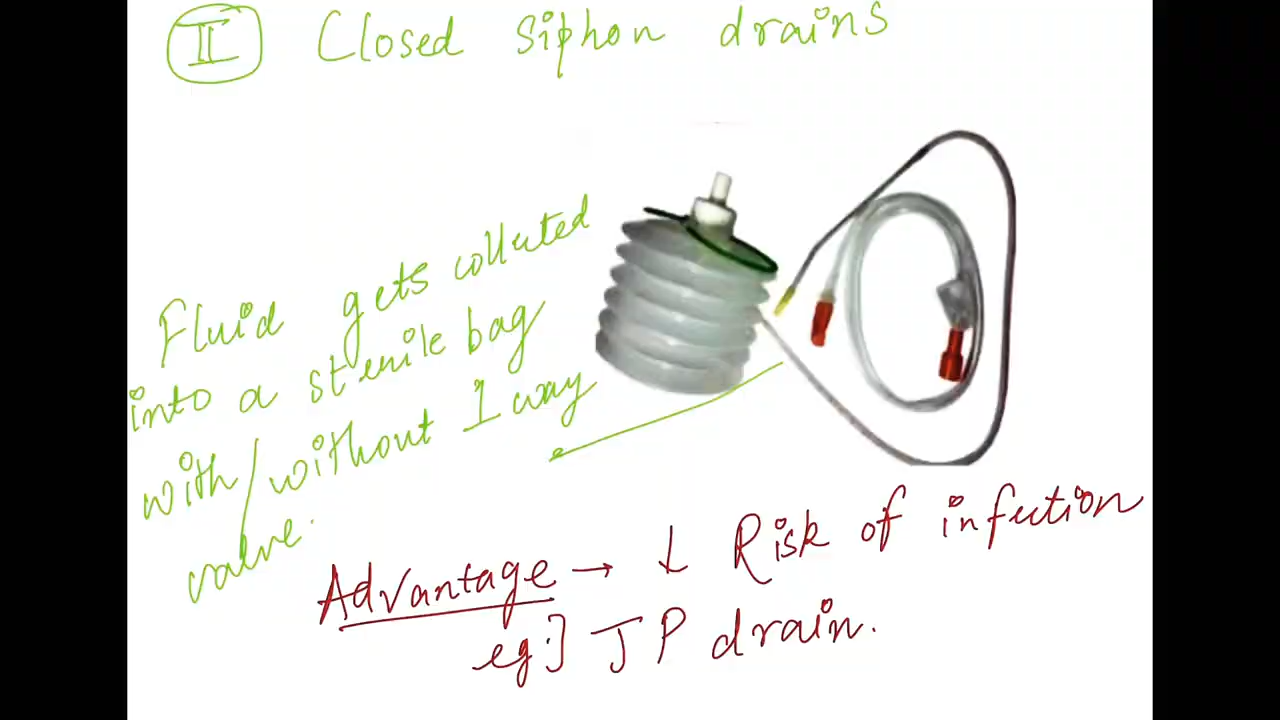 II Closed Siphon drains
Fluid gets collected
into a sterile bag
with/without 1 way
valve.
Advantage → ↓ Risk of infection
eg:] JP drain.